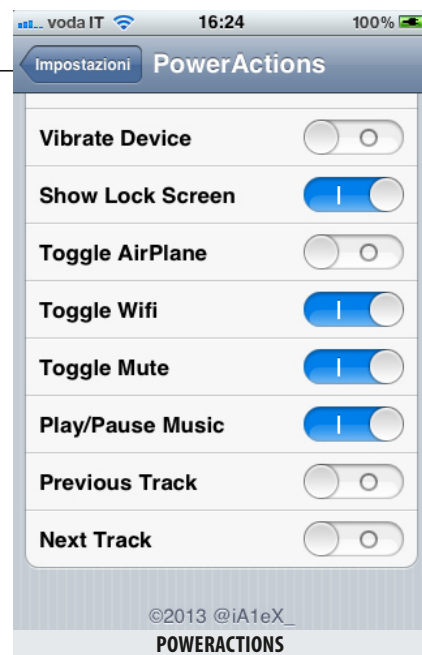 voda IT 16:24 100%
Impostazioni PowerActions
Vibrate Device
Show Lock Screen
Toggle AirPlane
Toggle Wifi
Toggle Mute
Play/Pause Music
Previous Track
Next Track
©2013 @iA1eX_
POWERACTIONS